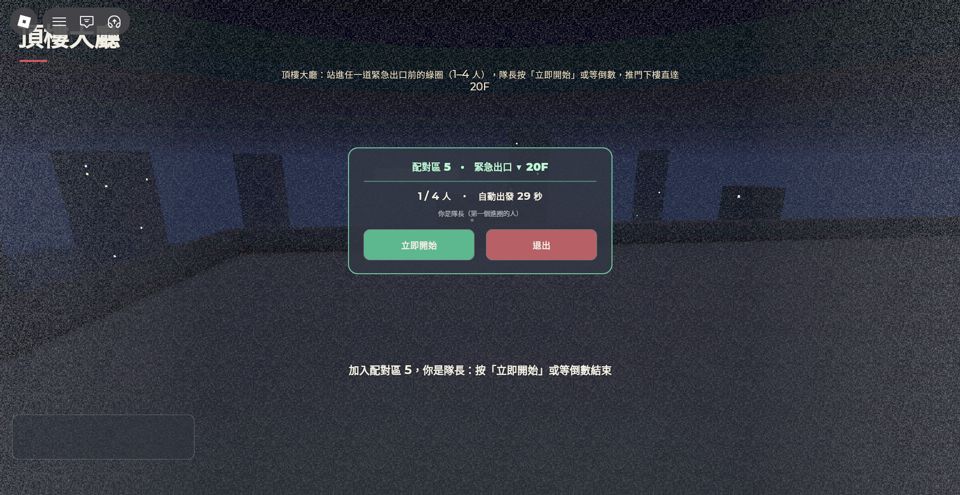 頂樓大廳
頂樓大廳：站進任一道緊急出口前的綠圈（1–4 人），隊長按「立即開始」或等倒數，推門下樓直達
20F
配對區 5 • 緊急出口 ▼ 20F
1 / 4 人 • 自動出發 29 秒
你是隊長（第一個進圈的人）
立即開始
退出
加入配對區 5，你是隊長：按「立即開始」或等倒數結束